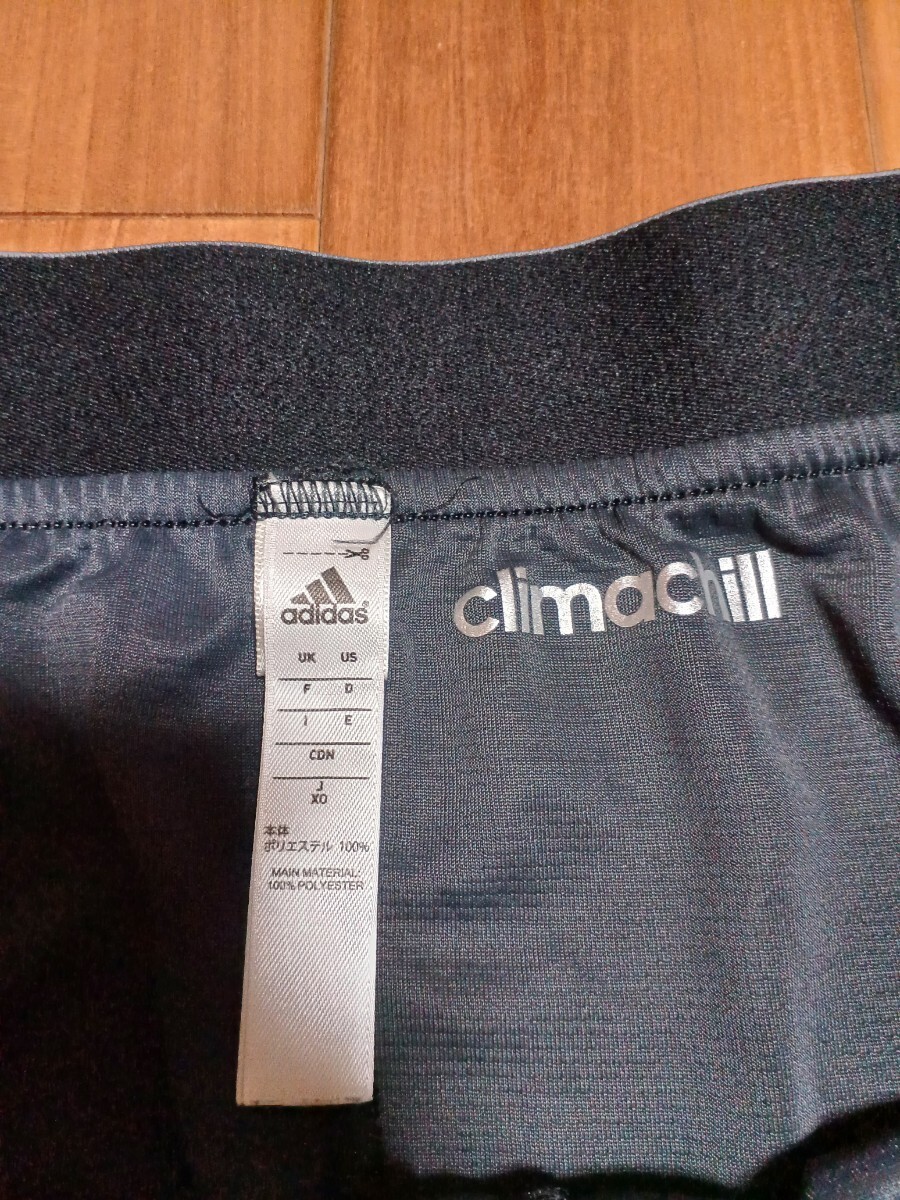 adidas®
UK US
F D
I E
CDN
J
XO
本体
ポリエステル 100%
MAIN MATERIAL:
100% POLYESTER
climachill